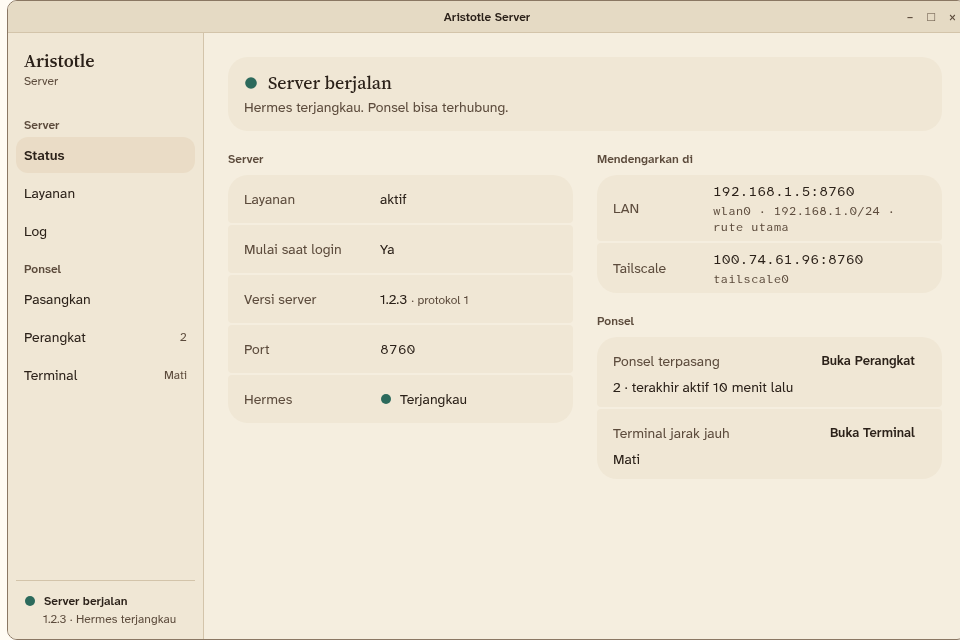 Aristotle Server
Aristotle
Server
Server
Status
Layanan
Log
Ponsel
Pasangkan
Perangkat 2
Terminal Mati
Server berjalan
1.2.3 · Hermes terjangkau
Server berjalan
Hermes terjangkau. Ponsel bisa terhubung.
Server
Layanan aktif
Mulai saat login Ya
Versi server 1.2.3 · protokol 1
Port 8760
Hermes Terjangkau
Mendengarkan di
LAN 192.168.1.5:8760
wlan0 · 192.168.1.0/24 ·
rute utama
Tailscale 100.74.61.96:8760
tailscale0
Ponsel
Ponsel terpasang Buka Perangkat
2 · terakhir aktif 10 menit lalu
Terminal jarak jauh Buka Terminal
Mati